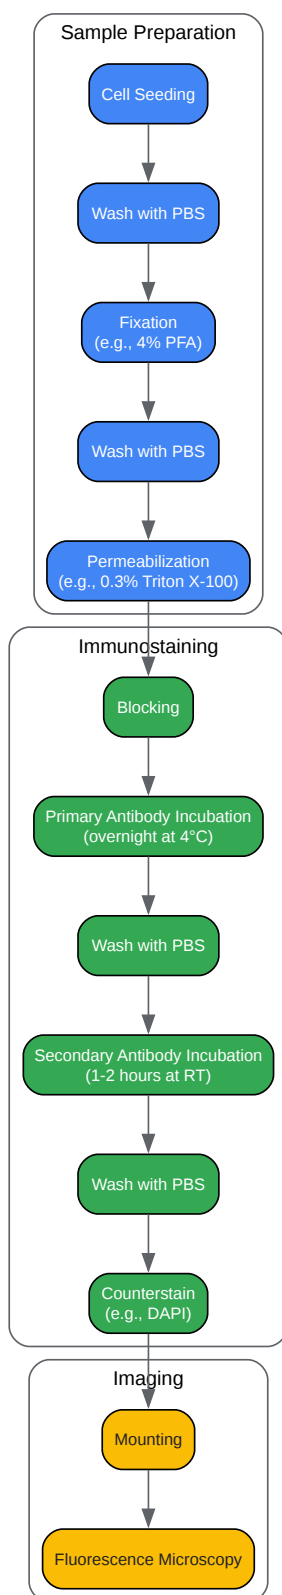 Sample Preparation
Cell Seeding
Wash with PBS
Fixation
(e.g., 4% PFA)
Wash with PBS
Permeabilization
(e.g., 0.3% Triton X-100)
Immunostaining
Blocking
Primary Antibody Incubation
(overnight at 4°C)
Wash with PBS
Secondary Antibody Incubation
(1-2 hours at RT)
Wash with PBS
Counterstain
(e.g., DAPI)
Imaging
Mounting
Fluorescence Microscopy